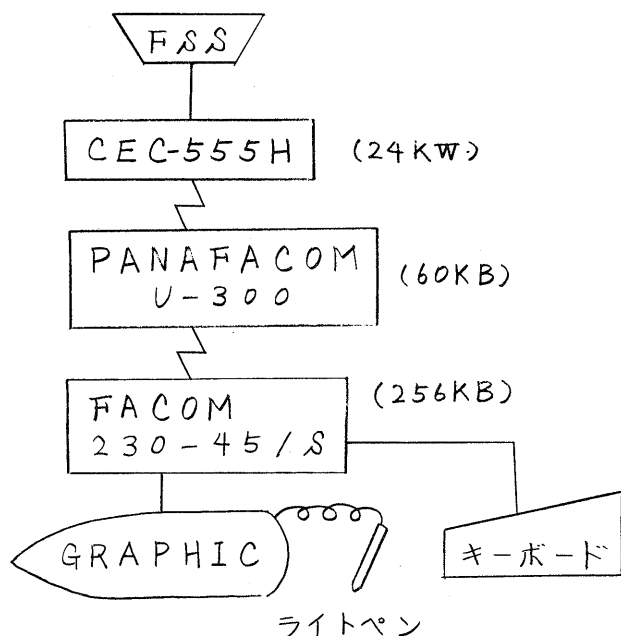 FSS
CEC-555H (24KW)
PANAFACOM
U-300
(60KB)
FACOM
230-45/S
(256KB)
GRAPHIC
キーボード
ライトペン